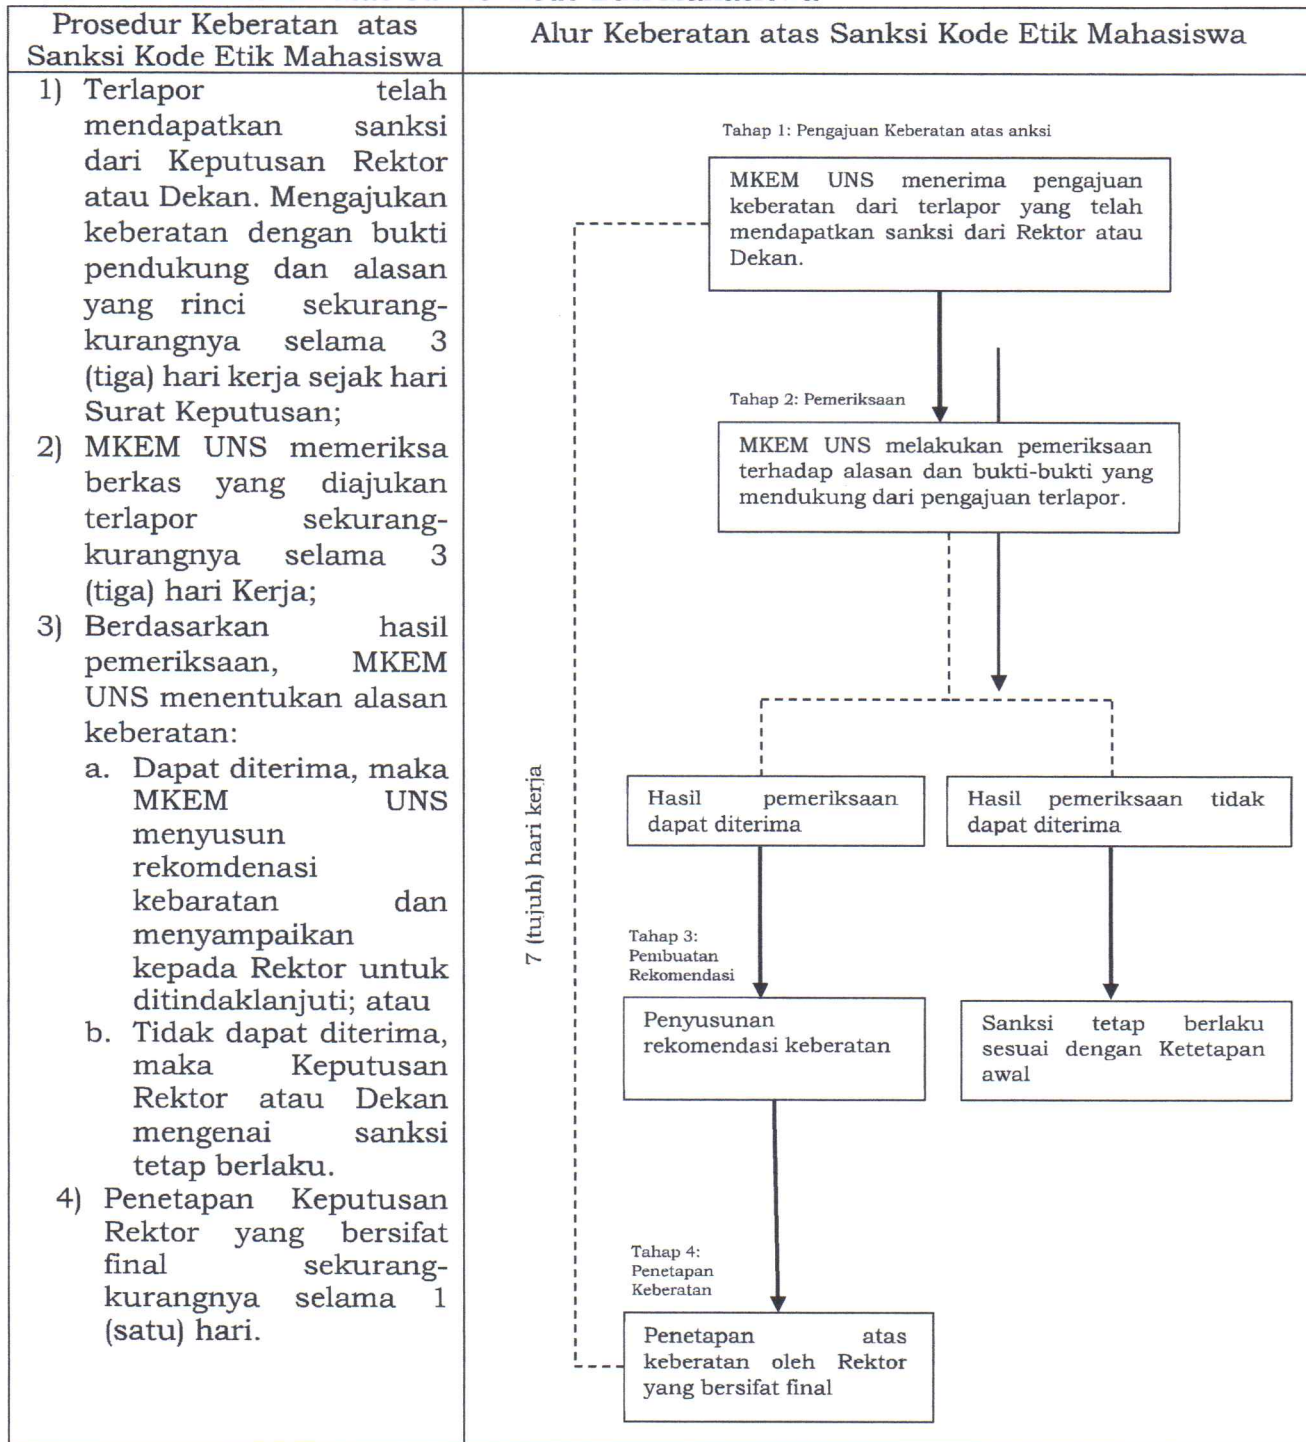 Prosedur Keberatan atas
Sanksi Kode Etik Mahasiswa
Alur Keberatan atas Sanksi Kode Etik Mahasiswa
1) Terlapor telah
mendapatkan sanksi
dari Keputusan Rektor
atau Dekan. Mengajukan
keberatan dengan bukti
pendukung dan alasan
yang rinci sekurang-
kurangnya selama 3
(tiga) hari kerja sejak hari
Surat Keputusan;
2) MKEM UNS memeriksa
berkas yang diajukan
terlapor sekurang-
kurangnya selama 3
(tiga) hari Kerja;
3) Berdasarkan hasil
pemeriksaan, MKEM
UNS menentukan alasan
keberatan:
a. Dapat diterima, maka
MKEM UNS
menyusun
rekomdenasi
kebaratan dan
menyampaikan
kepada Rektor untuk
ditindaklanjuti; atau
b. Tidak dapat diterima,
maka Keputusan
Rektor atau Dekan
mengenai sanksi
tetap berlaku.
4) Penetapan Keputusan
Rektor yang bersifat
final sekurang-
kurangnya selama 1
(satu) hari.
Tahap 1: Pengajuan Keberatan atas anksi
MKEM UNS menerima pengajuan
keberatan dari terlapor yang telah
mendapatkan sanksi dari Rektor atau
Dekan.
Tahap 2: Pemeriksaan
MKEM UNS melakukan pemeriksaan
terhadap alasan dan bukti-bukti yang
mendukung dari pengajuan terlapor.
7 (tujuh) hari kerja
Hasil pemeriksaan
dapat diterima
Hasil pemeriksaan tidak
dapat diterima
Tahap 3:
Pembuatan
Rekomendasi
Penyusunan
rekomendasi keberatan
Sanksi tetap berlaku
sesuai dengan Ketetapan
awal
Tahap 4:
Penetapan
Keberatan
Penetapan atas
keberatan oleh Rektor
yang bersifat final